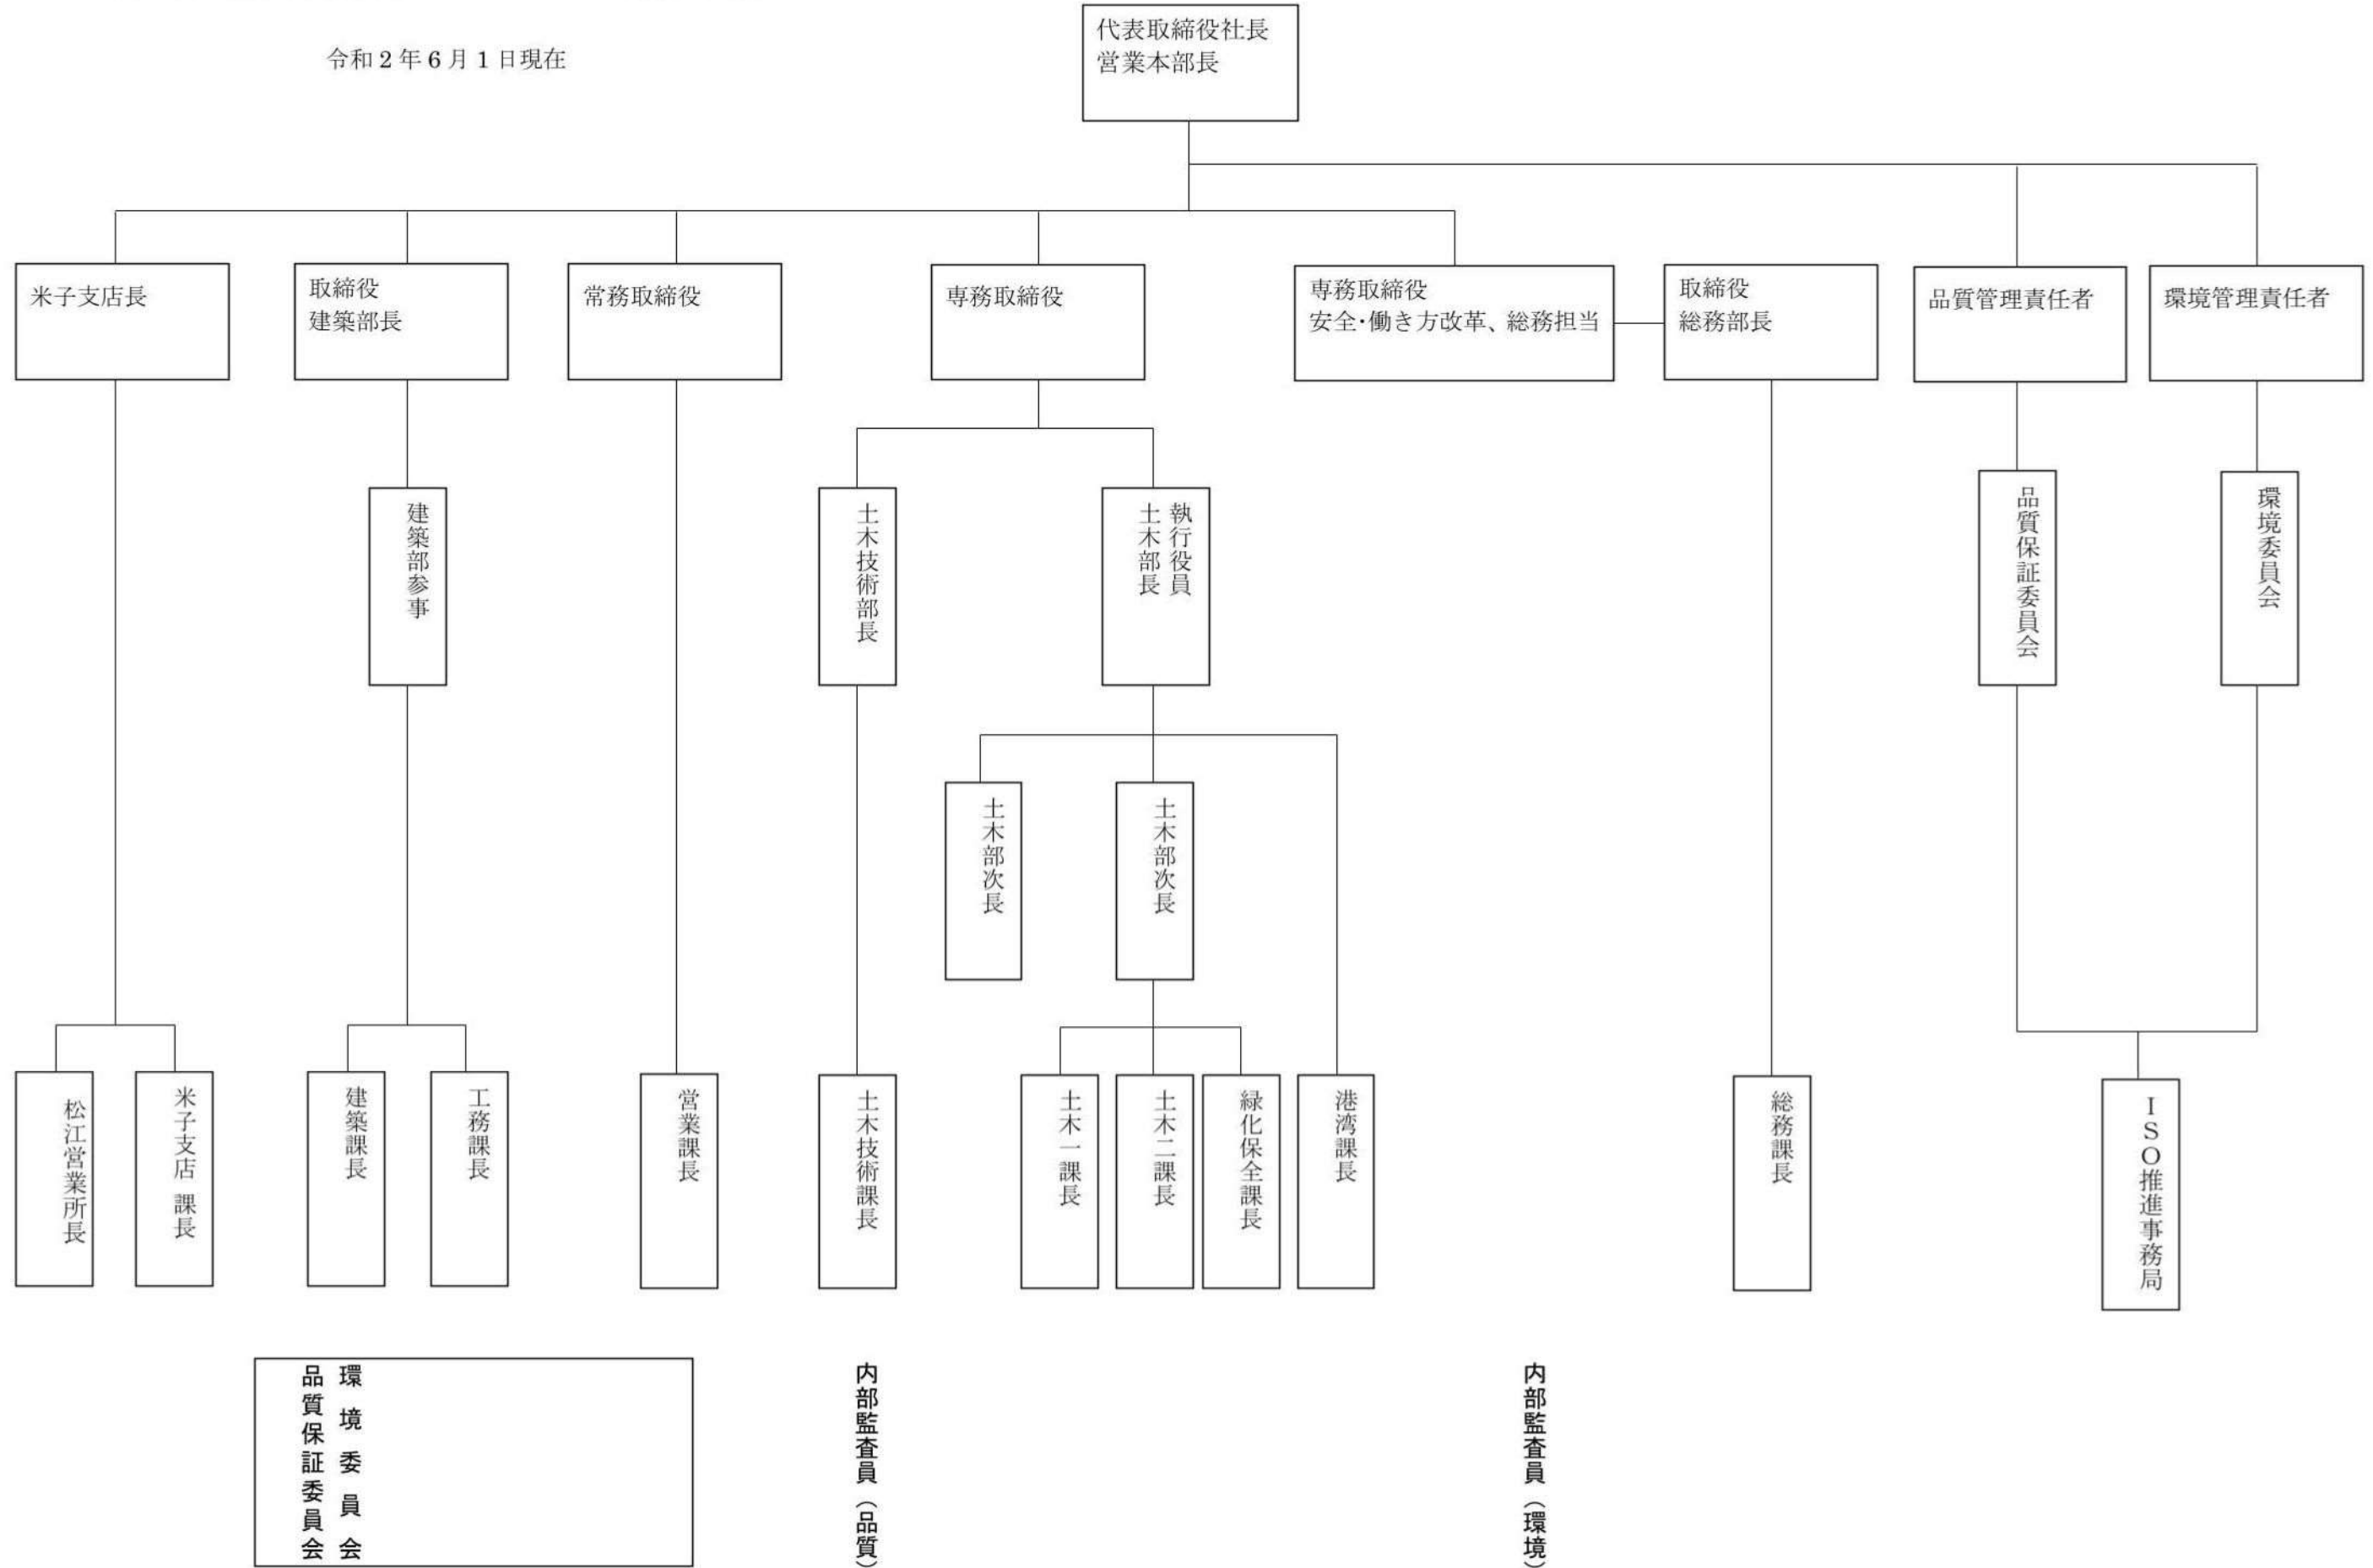 令和2年6月1日現在
代表取締役社長
営業本部長
米子支店長
取締役
建築部長
常務取締役
専務取締役
専務取締役
安全・働き方改革、総務担当
取締役
総務部長
品質管理責任者
環境管理責任者
建築部参事
土木技術部長
執行役員
土木部長
品質保証委員会
環境委員会
土木部次長
土木部次長
松江営業所長
米子支店 課長
建築課長
工務課長
営業課長
土木技術課長
土木一課長
土木二課長
緑化保全課長
港湾課長
総務課長
ISO推進事務局
環境委員会
品質保証委員会
内部監査員（品質）
内部監査員（環境）